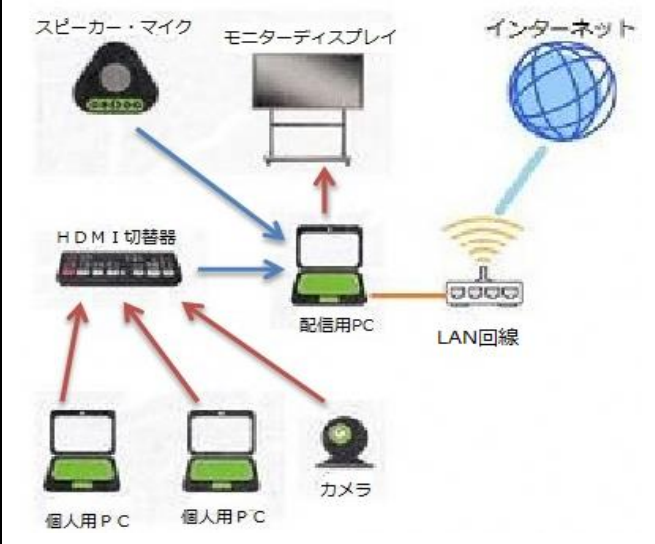 スピーカー・マイク
モニターディスプレイ
インターネット
ＨＤＭＩ切替器
配信用PC
LAN回線
個人用ＰＣ
個人用ＰＣ
カメラ